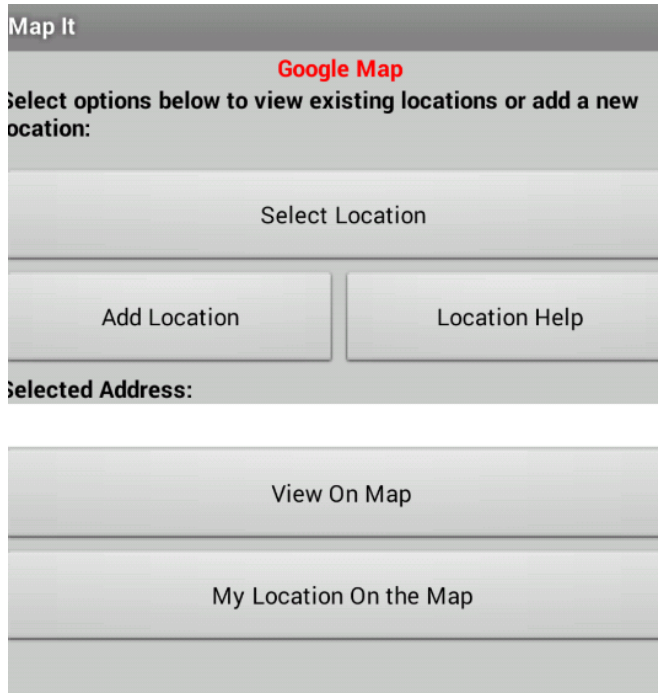 Map It
Google Map
Select options below to view existing locations or add a new
location:
Select Location
Add Location
Location Help
Selected Address:
View On Map
My Location On the Map